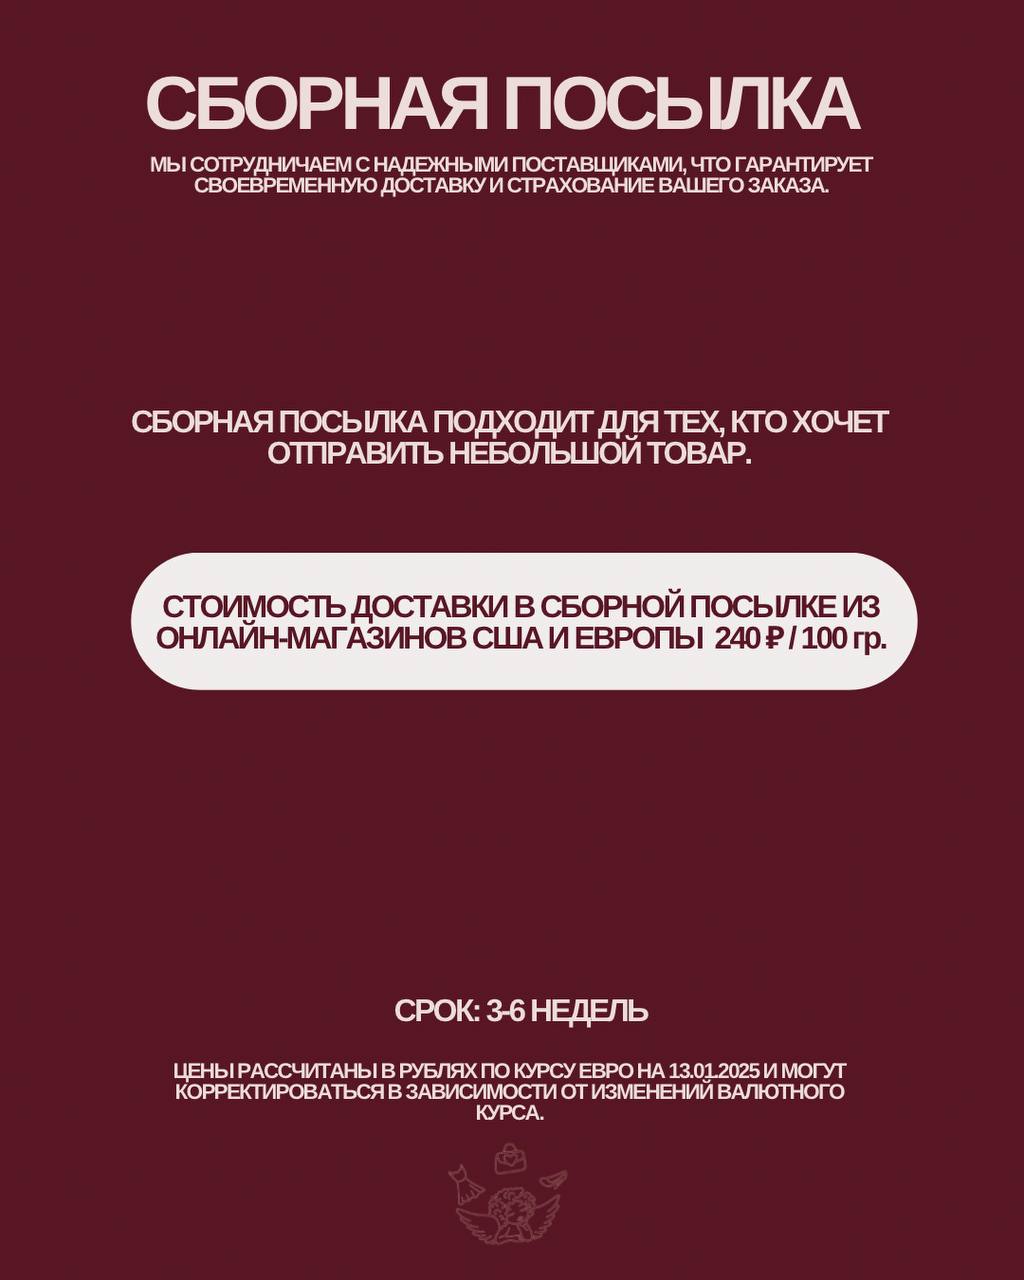 СБОРНАЯ ПОСЫЛКА
МЫ СОТРУДНИЧАЕМ С НАДЕЖНЫМИ ПОСТАВЩИКАМИ, ЧТО ГАРАНТИРУЕТ
СВОЕВРЕМЕННУЮ ДОСТАВКУ И СТРАХОВАНИЕ ВАШЕГО ЗАКАЗА.
СБОРНАЯ ПОСЫЛКА ПОДХОДИТ ДЛЯ ТЕХ, КТО ХОЧЕТ
ОТПРАВИТЬ НЕБОЛЬШОЙ ТОВАР.
СТОИМОСТЬ ДОСТАВКИ В СБОРНОЙ ПОСЫЛКЕ ИЗ
ОНЛАЙН-МАГАЗИНОВ США И ЕВРОПЫ 240 ₽ / 100 гр.
СРОК: 3-6 НЕДЕЛЬ
ЦЕНЫ РАССЧИТАНЫ В РУБЛЯХ ПО КУРСУ ЕВРО НА 13.01.2025 И МОГУТ
КОРРЕКТИРОВАТЬСЯ В ЗАВИСИМОСТИ ОТ ИЗМЕНЕНИЙ ВАЛЮТНОГО
КУРСА.